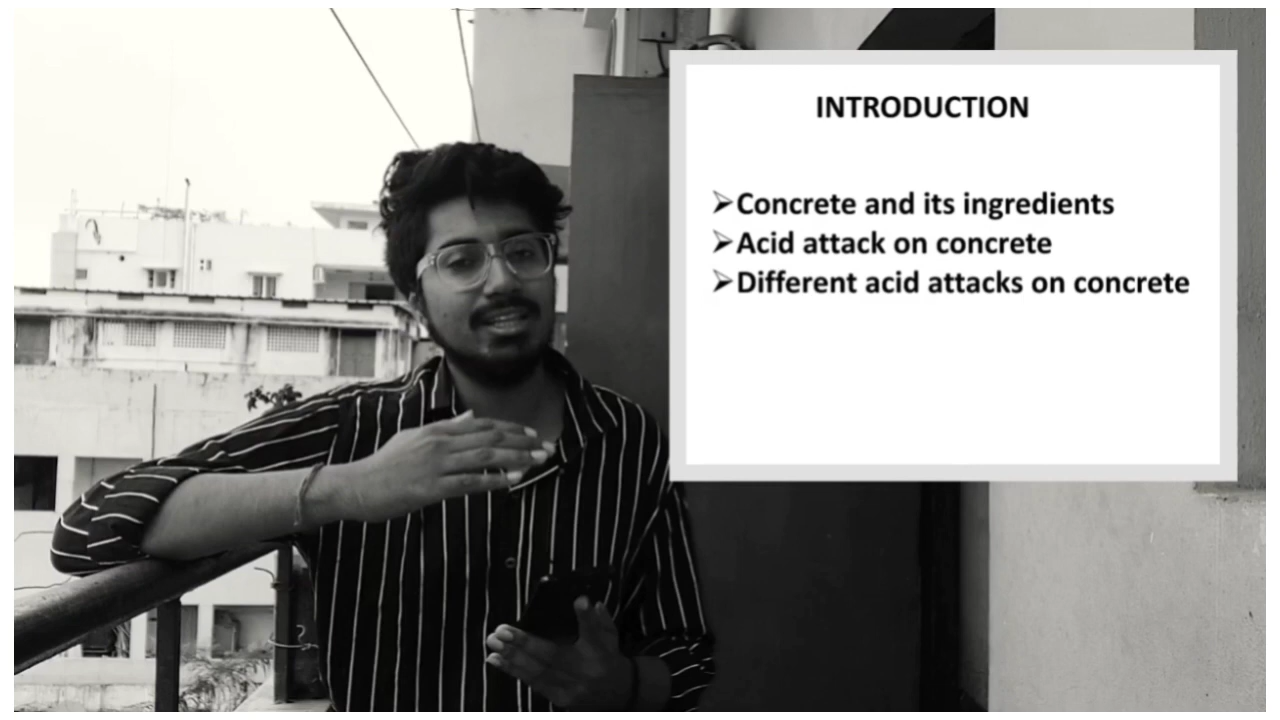 INTRODUCTION
➢Concrete and its ingredients
➢Acid attack on concrete
➢Different acid attacks on concrete